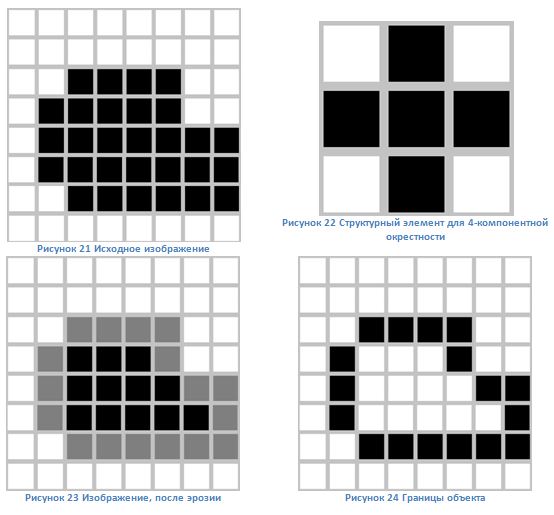 Рисунок 21 Исходное изображение
Рисунок 22 Структурный элемент для 4-компонентной
окрестности
Рисунок 23 Изображение, после эрозии
Рисунок 24 Границы объекта